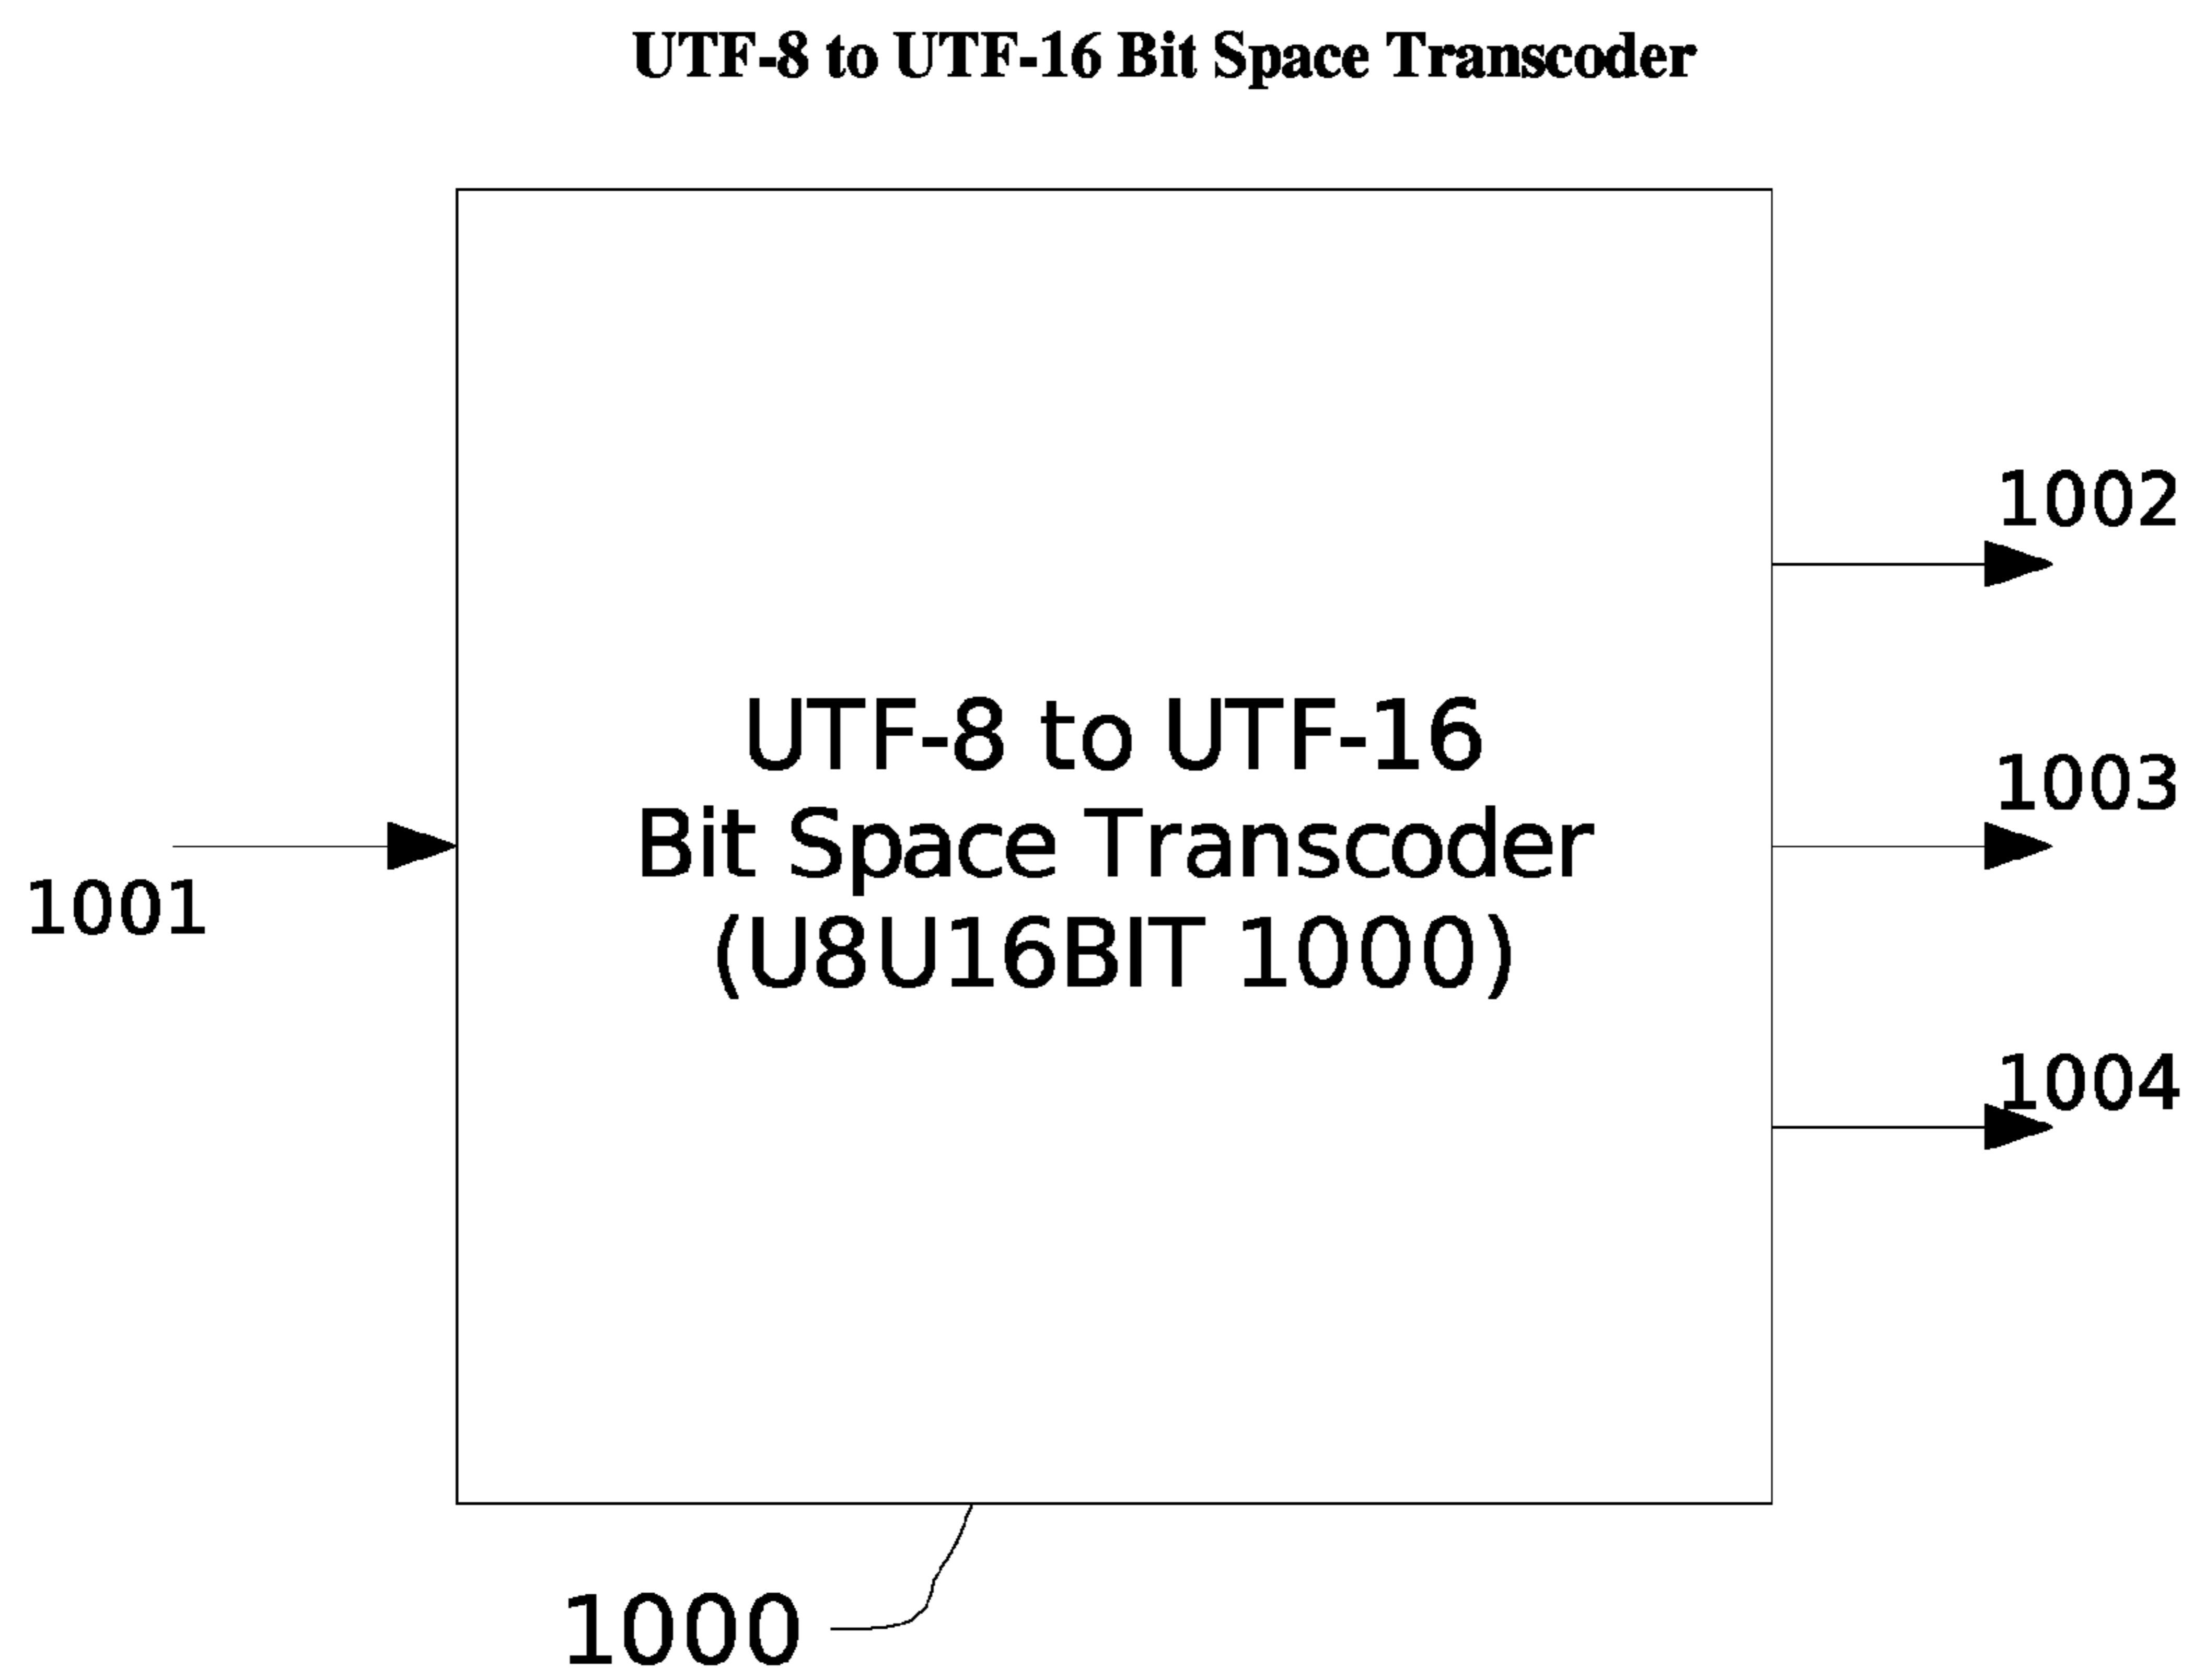 UTF-8 to UTF-16 Bit Space Transcoder
1002
1003
UTF-8 to UTF-16
Bit Space Transcoder
(U8U16BIT 1000)
1001
1004
1000